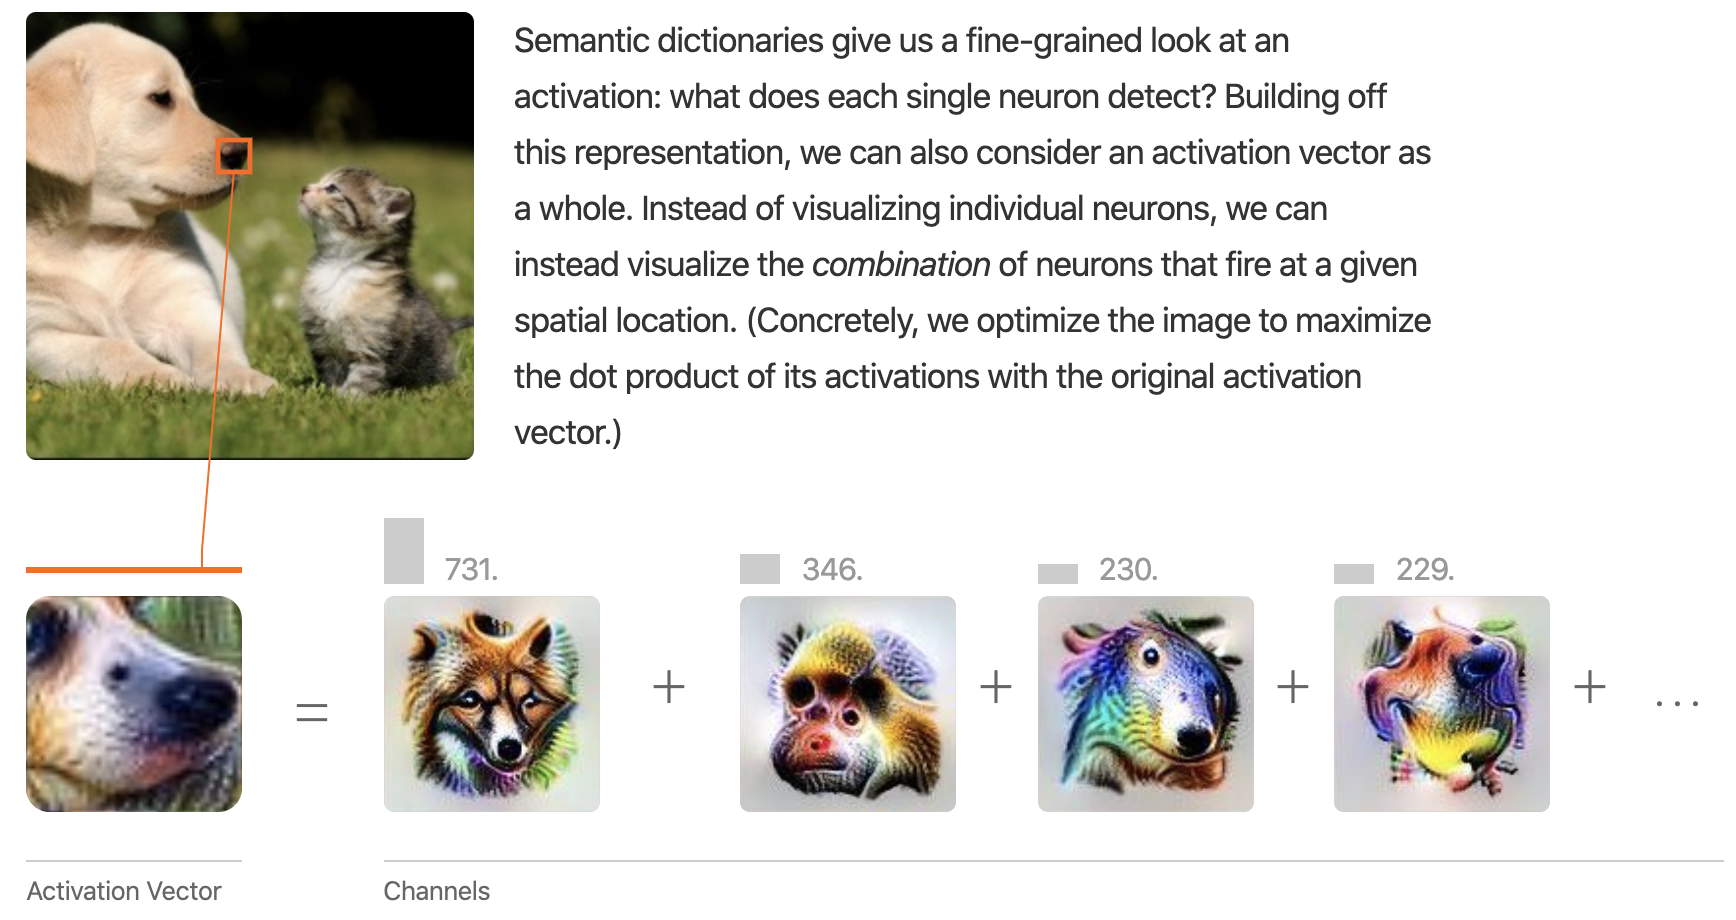 Semantic dictionaries give us a fine-grained look at an
activation: what does each single neuron detect? Building off
this representation, we can also consider an activation vector as
a whole. Instead of visualizing individual neurons, we can
instead visualize the combination of neurons that fire at a given
spatial location. (Concretely, we optimize the image to maximize
the dot product of its activations with the original activation
vector.)
731. 346. 230. 229.
= + + + + ...
Activation Vector Channels